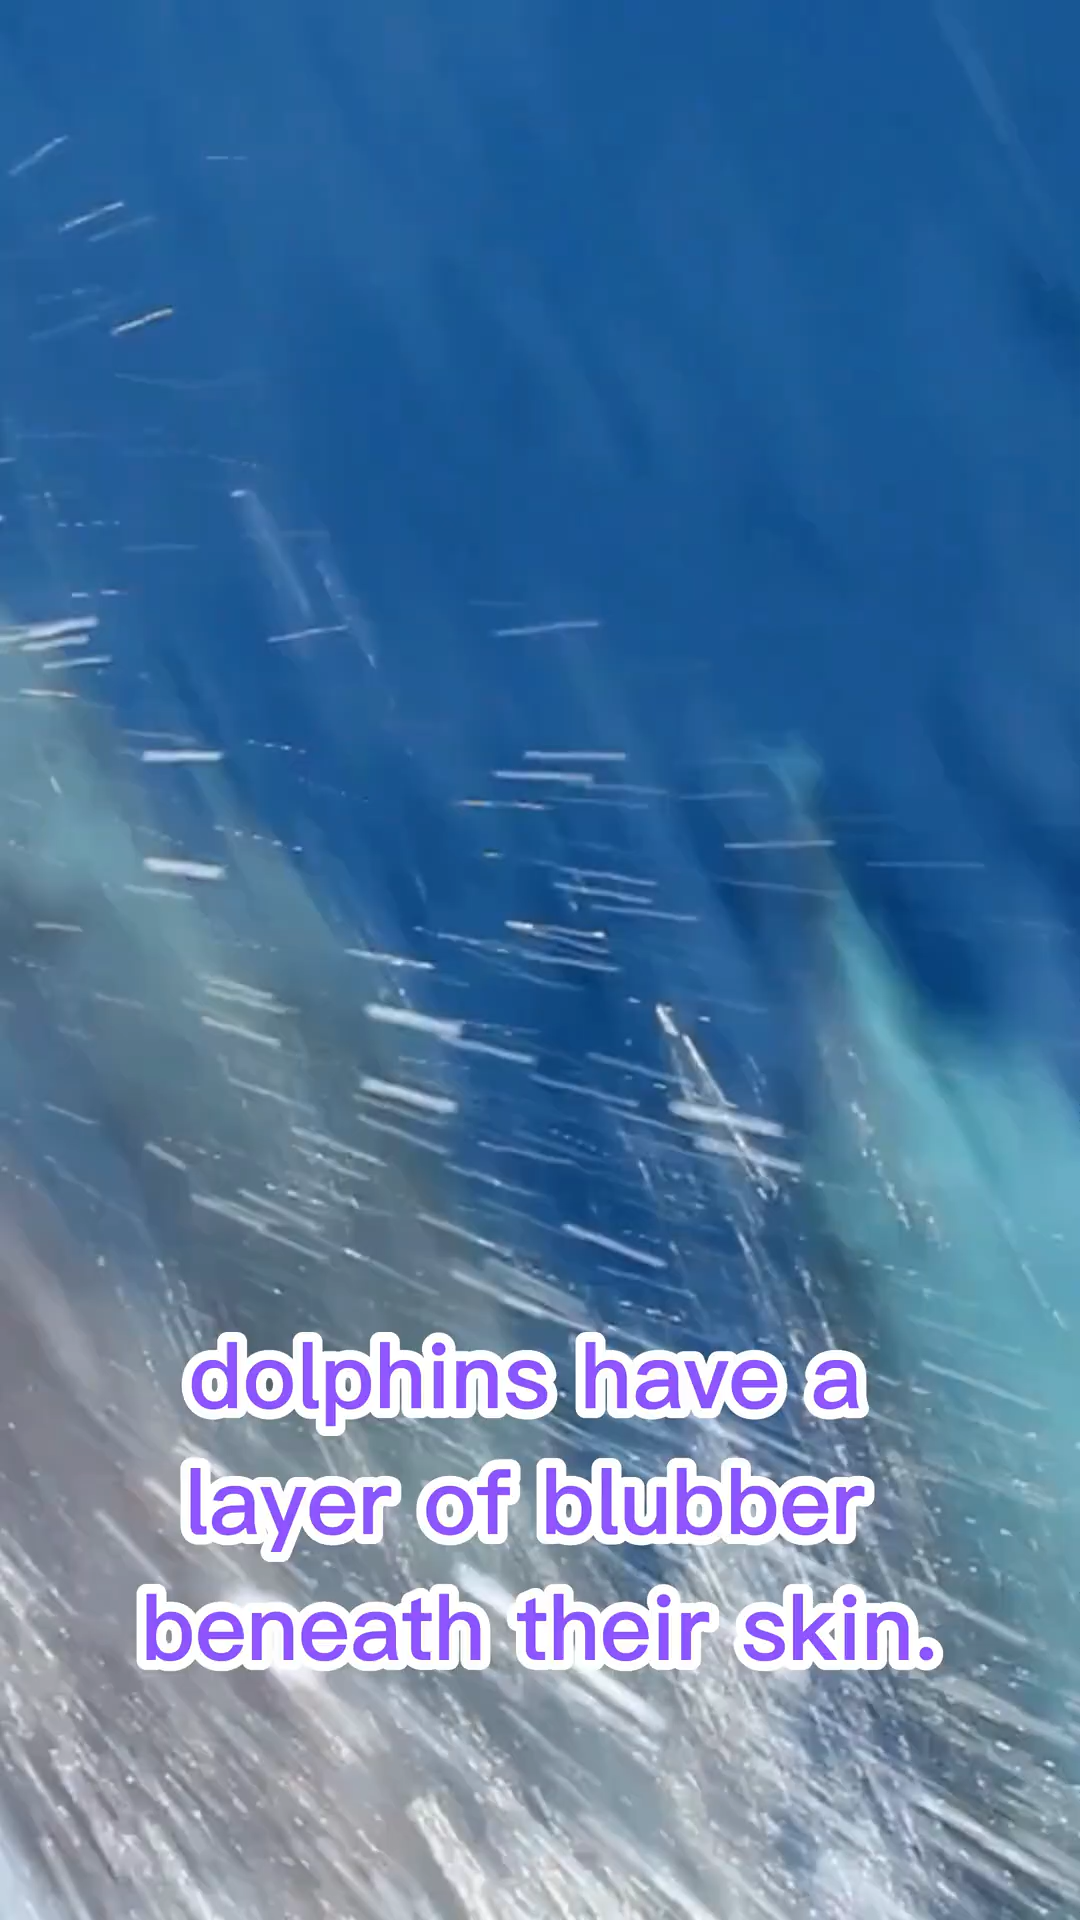 dolphins have a
layer of blubber
beneath their skin.